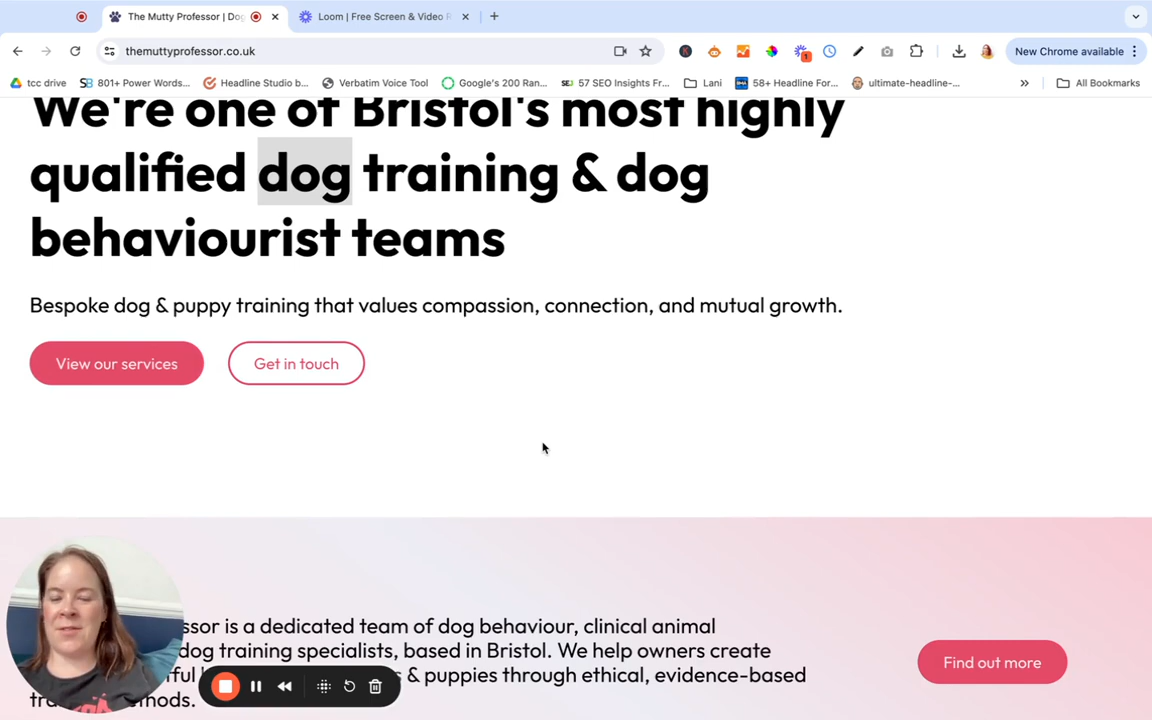 The Mutty Professor | Dog
Loom | Free Screen & Video R
themuttyprofessor.co.uk
1
New Chrome available
tcc drive
801+ Power Words...
Headline Studio b...
Verbatim Voice Tool
Google's 200 Ran...
57 SEO Insights Fr...
Lani
58+ Headline For...
ultimate-headline-...
»
All Bookmarks
We're one of Bristol's most highly
qualified dog training & dog
behaviourist teams
Bespoke dog & puppy training that values compassion, connection, and mutual growth.
View our services
Get in touch
ssor is a dedicated team of dog behaviour, clinical animal
dog training specialists, based in Bristol. We help owners create
& puppies through ethical, evidence-based
Find out more